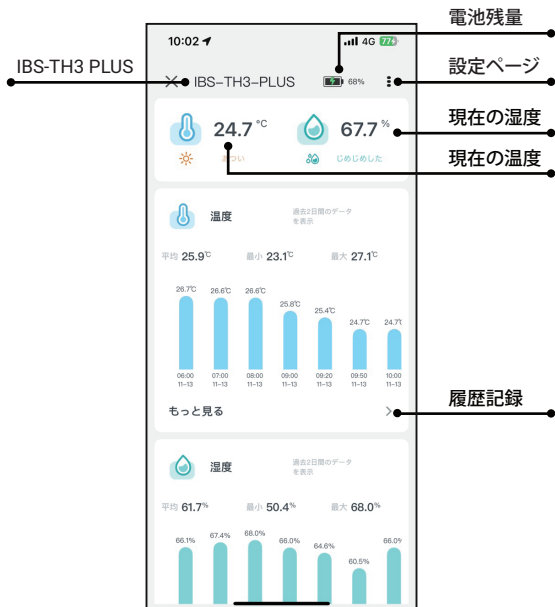 電池残量
10:02
4G 77%
IBS-TH3 PLUS
設定ページ
IBS-TH3-PLUS
68%
24.7 ℃
67.7 %
現在の湿度
あつい
じめじめした
現在の温度
温度
過去2日間のデータ
を表示
平均 25.9℃
最小 23.1℃
最大 27.1℃
26.7℃ 26.6℃ 26.6℃ 25.8℃ 25.4℃ 24.7℃ 24.7℃
06:00 07:00 08:00 09:00 09:20 09:50 10:00
11-13 11-13 11-13 11-13 11-13 11-13 11-13
もっと見る
履歴記録
湿度
過去2日間のデータ
を表示
平均 61.7%
最小 50.4%
最大 68.0%
66.1% 67.4% 68.0% 66.0% 64.6% 60.5% 66.0%